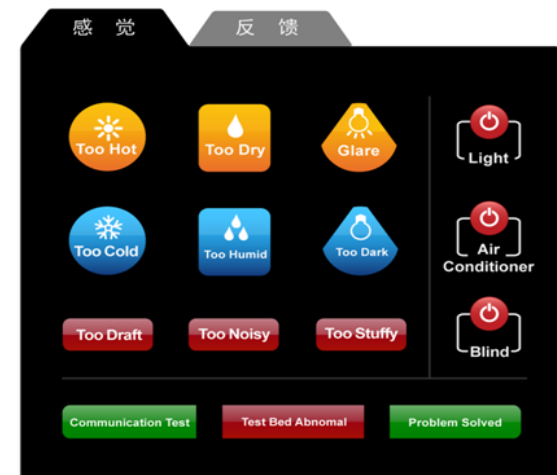 感 觉
反 馈
Too Hot
Too Dry
Glare
Light
Too Cold
Too Humid
Too Dark
Air
Conditioner
Too Draft
Too Noisy
Too Stuffy
Blind
Communication Test
Test Bed Abnomal
Problem Solved